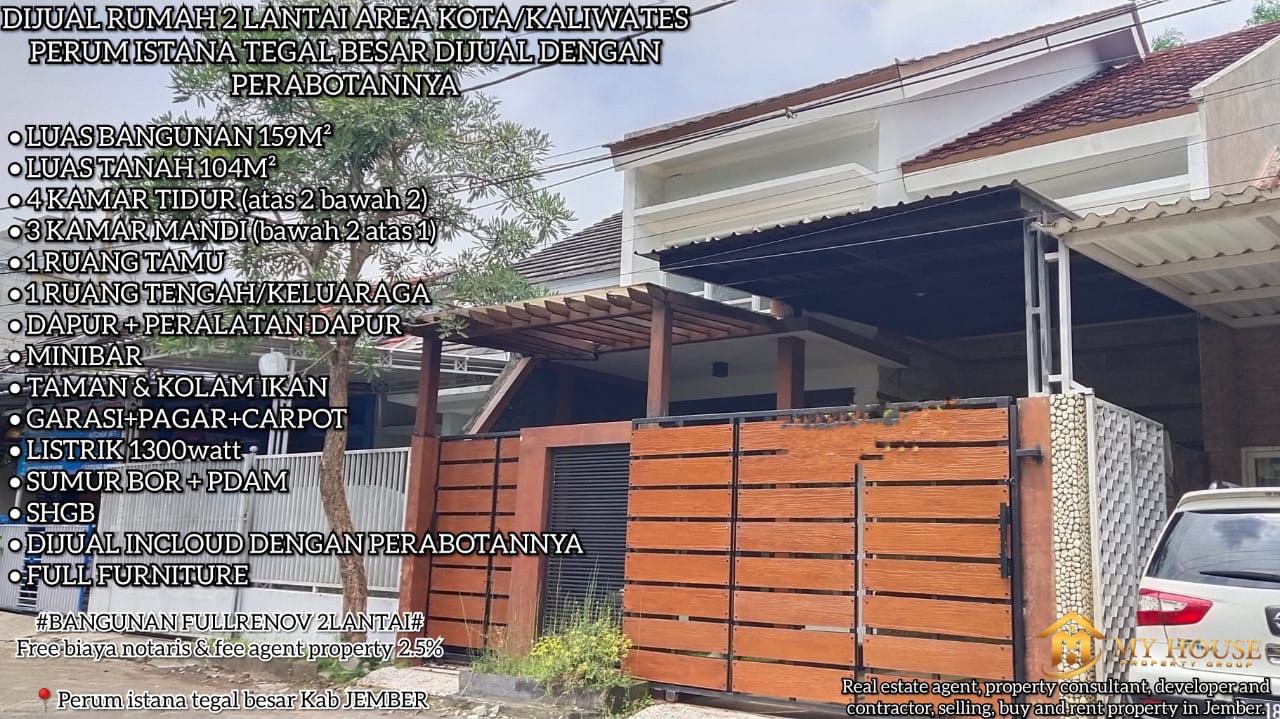 DIJUAL RUMAH 2 LANTAI AREA KOTA/KALIWATES
PERUM ISTANA TEGAL BESAR DIJUAL DENGAN
PERABOTANNYA
• LUAS BANGUNAN 159M²
• LUAS TANAH 104M²
• 4 KAMAR TIDUR (atas 2 bawah 2)
• 3 KAMAR MANDI (bawah 2 atas 1)
• 1 RUANG TAMU
• 1 RUANG TENGAH/KELUARAGA
• DAPUR + PERALATAN DAPUR
• MINIBAR
• TAMAN & KOLAM IKAN
• GARASI+PAGAR+CARPOT
• LISTRIK 1300watt
• SUMUR BOR + PDAM
• SHGB
• DIJUAL INCLOUD DENGAN PERABOTANNYA
• FULL FURNITURE
#BANGUNAN FULLRENOV 2LANTAI#
Free biaya notaris & fee agent property 2.5%
📍Perum istana tegal besar Kab JEMBER
MY HOUSE
PROPERTY GROUP
Real estate agent, property consultant, developer and
contractor, selling, buy and rent property in Jember.